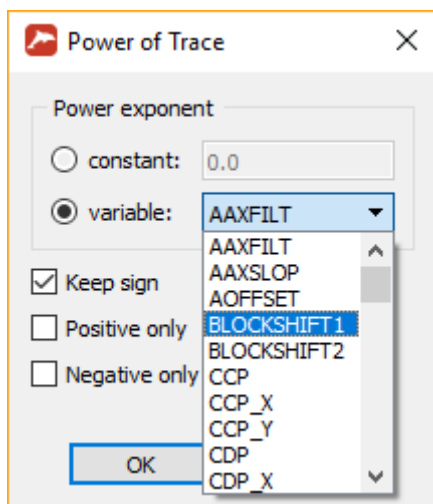 Power of Trace
Power exponent
constant: 0.0
variable: AAXFILT
AAXFILT
AAXSLOP
AOFFSET
Keep sign
BLOCKSHIFT1
Positive only
BLOCKSHIFT2
Negative only
CCP
CCP_X
CCP_Y
CDP
OK
CDP_X